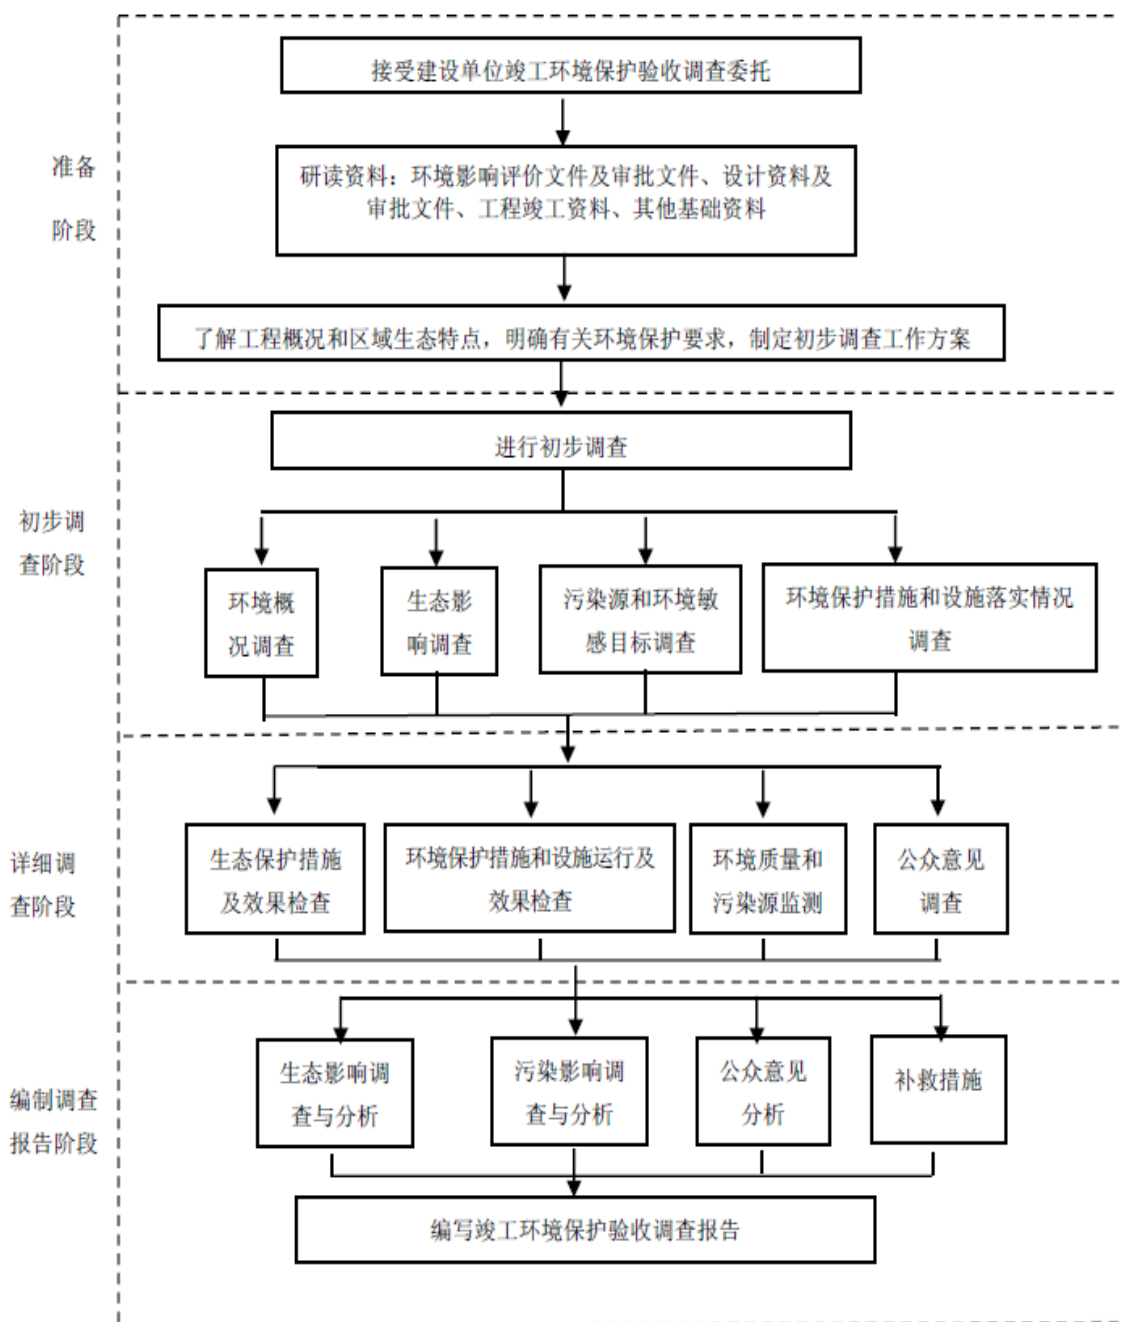 接受建设单位竣工环境保护验收调查委托
准备
阶段
研读资料：环境影响评价文件及审批文件、设计资料及
审批文件、工程竣工资料、其他基础资料
了解工程概况和区域生态特点，明确有关环境保护要求，制定初步调查工作方案
初步调
查阶段
进行初步调查
环境概
况调查
生态影
响调查
污染源和环境敏
感目标调查
环境保护措施和设施落实情况
调查
详细调
查阶段
生态保护措施
及效果检查
环境保护措施和设施运行及
效果检查
环境质量和
污染源监测
公众意见
调查
编制调查
报告阶段
生态影响调
查与分析
污染影响调
查与分析
公众意见
分析
补救措施
编写竣工环境保护验收调查报告